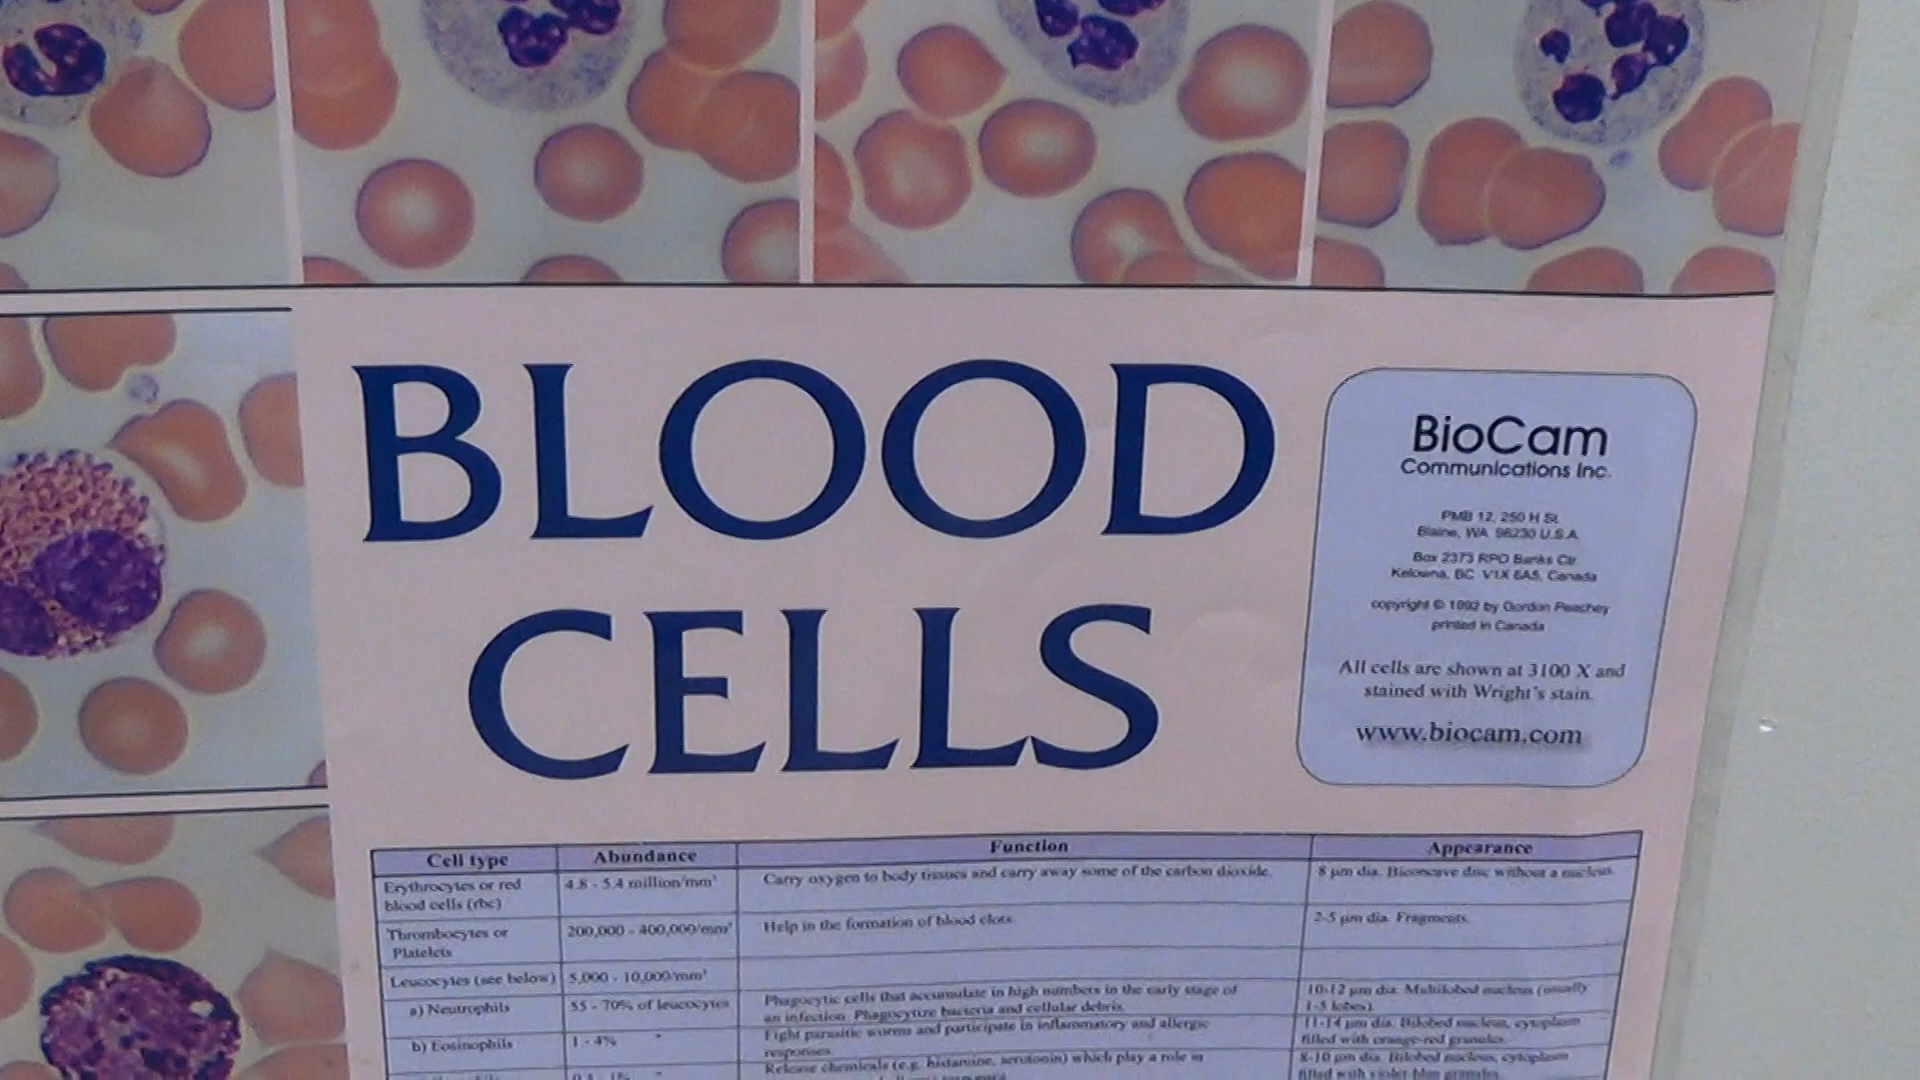 BLOOD
CELLS
BioCam
Communications Inc.
PMB 12, 250 H St.
Blaine, WA 98230 U.S.A.
Box 2373 RPO Banks Ctr
Kelowna, BC V1X 6A5, Canada
copyright © 1992 by Gordon Peachey
printed in Canada
All cells are shown at 3100 X and
stained with Wright's stain.
www.biocam.com
Cell type Abundance Function Appearance
Erythrocytes or red
blood cells (rbc)
4.8 - 5.4 million/mm³
Carry oxygen to body tissues and carry away some of the carbon dioxide.
8 µm dia. Biconcave disc without a nucleus.
Thrombocytes or
Platelets
200,000 - 400,000/mm³
Help in the formation of blood clots.
2-5 µm dia. Fragments.
Leucocytes (see below) 5,000 - 10,000/mm³
a) Neutrophils
55 - 70% of leucocytes
Phagocytic cells that accumulate in high numbers in the early stage of
an infection. Phagocytize bacteria and cellular debris.
10-12 µm dia. Multilobed nucleus (usually
1-5 lobes).
b) Eosinophils
1 - 4% "
Fight parasitic worms and participate in inflammatory and allergic
responses.
11-14 µm dia. Bilobed nucleus, cytoplasm
filled with orange-red granules.
Release chemicals (e.g. histamine, serotonin) which play a role in
8-10 µm dia. Bilobed nucleus, cytoplasm
filled with violet-blue granules.